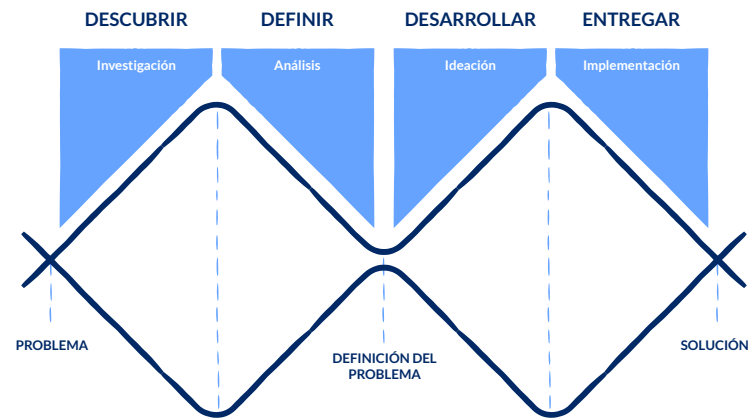 DESCUBRIR
DEFINIR
DESARROLLAR
ENTREGAR
Investigación
Análisis
Ideación
Implementación
PROBLEMA
DEFINICIÓN DEL
PROBLEMA
SOLUCIÓN